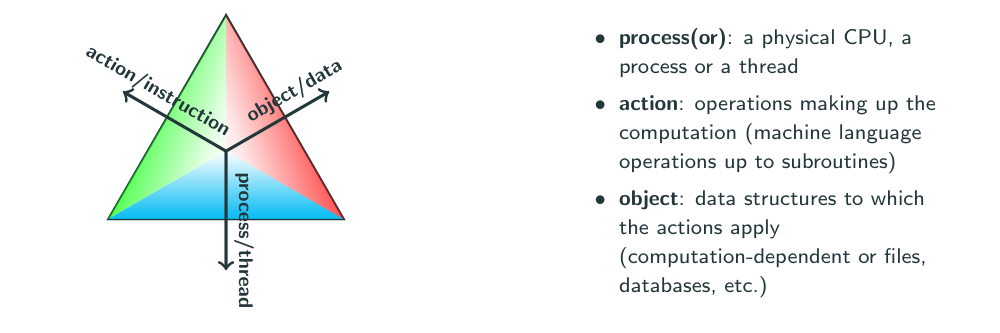 action/instruction
object/data
process/thread
• process(or): a physical CPU, a
process or a thread
• action: operations making up the
computation (machine language
operations up to subroutines)
• object: data structures to which
the actions apply
(computation-dependent or files,
databases, etc.)